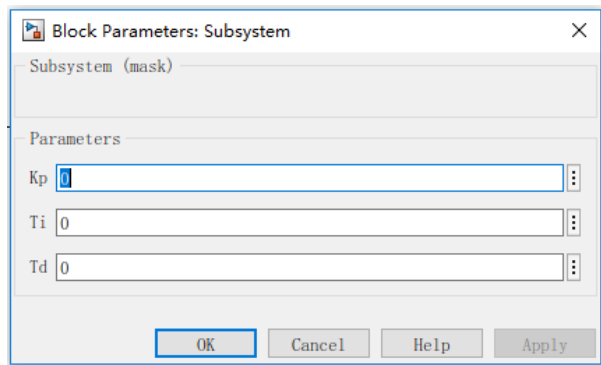 Block Parameters: Subsystem
Subsystem (mask)
Parameters
Kp 0
Ti 0
Td 0
OK Cancel Help Apply